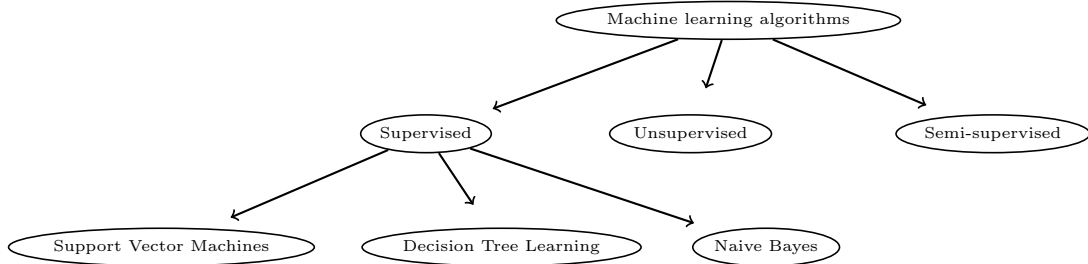 Machine learning algorithms
Supervised
Unsupervised
Semi-supervised
Support Vector Machines
Decision Tree Learning
Naive Bayes